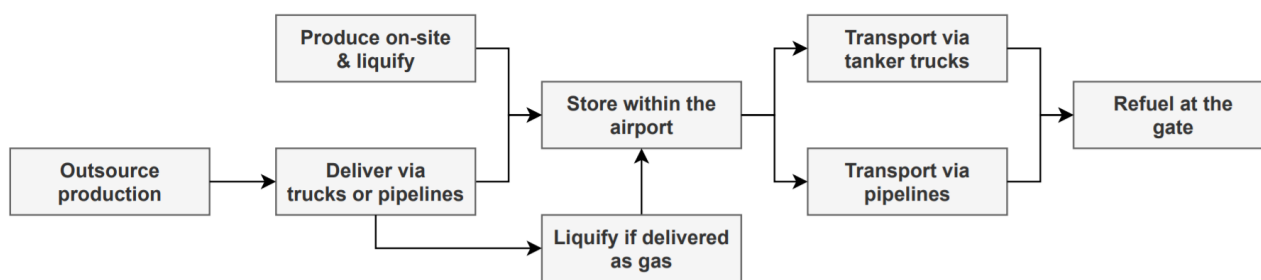 Produce on-site
& liquify
Transport via
tanker trucks
Store within the
airport
Refuel at the
gate
Outsource
production
Deliver via
trucks or pipelines
Transport via
pipelines
Liquify if delivered
as gas